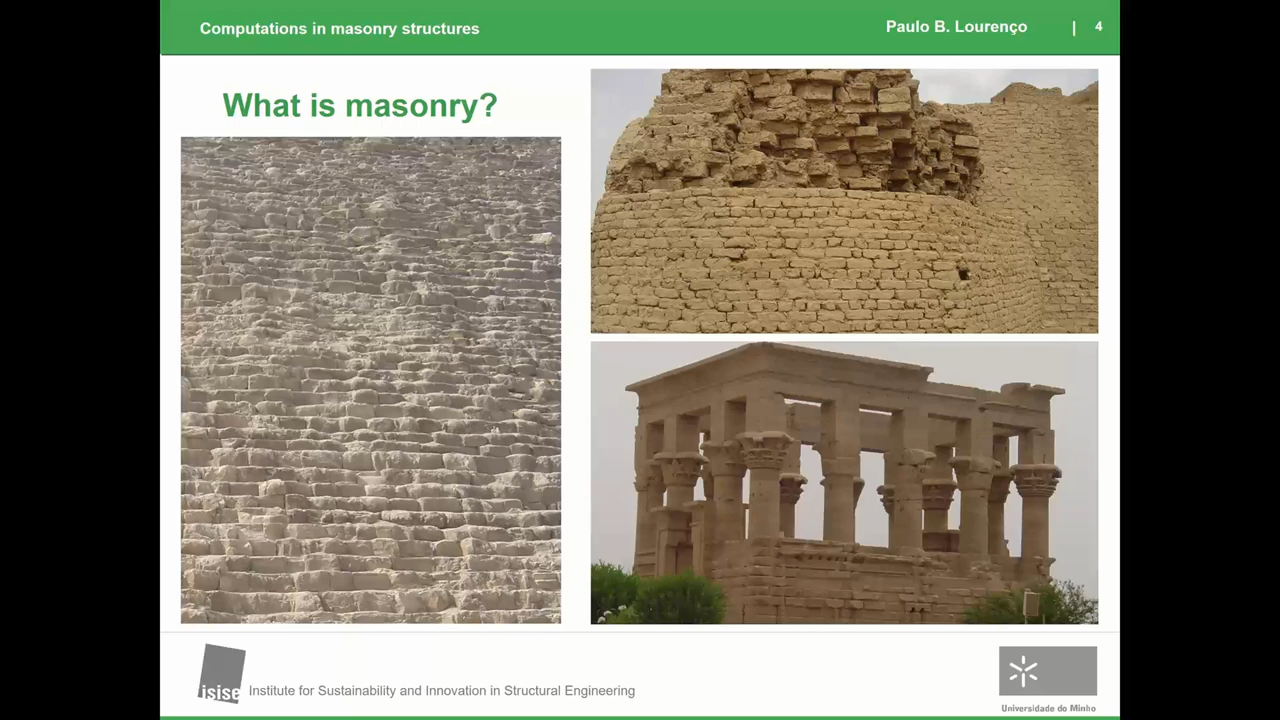 Computations in masonry structures
Paulo B. Lourenço | 4
What is masonry?
isise Institute for Sustainability and Innovation in Structural Engineering
Universidade do Minho